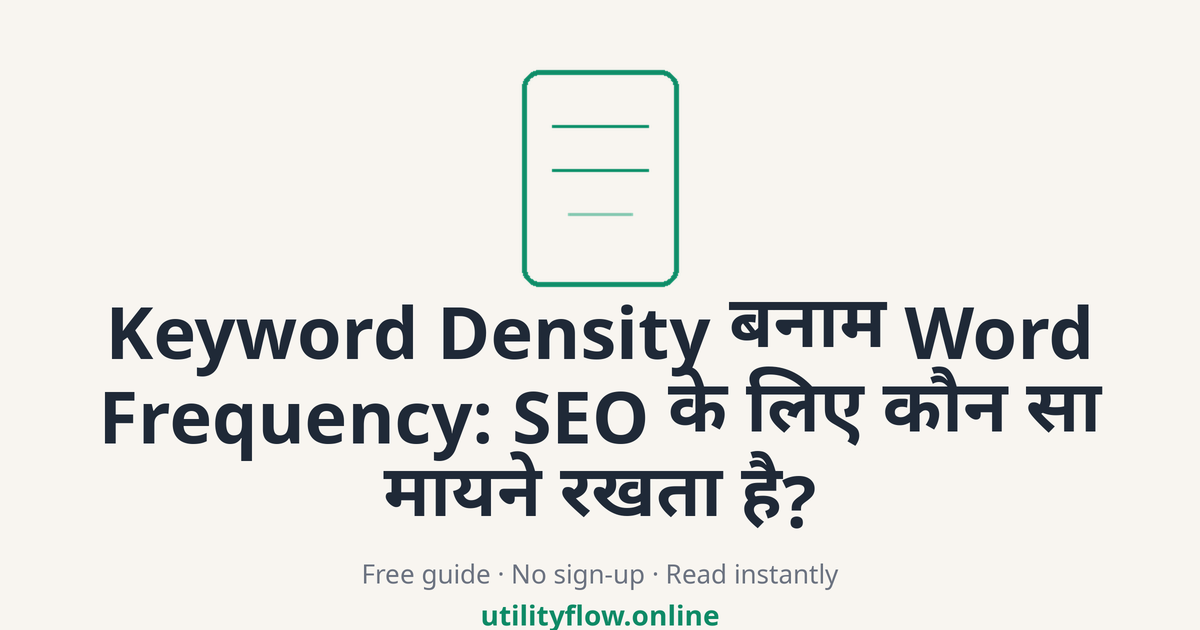 Keyword Density बनाम Word
Frequency: SEO के लिए कौन सा
मायने रखता है?
Free guide · No sign-up · Read instantly
utilityflow.online